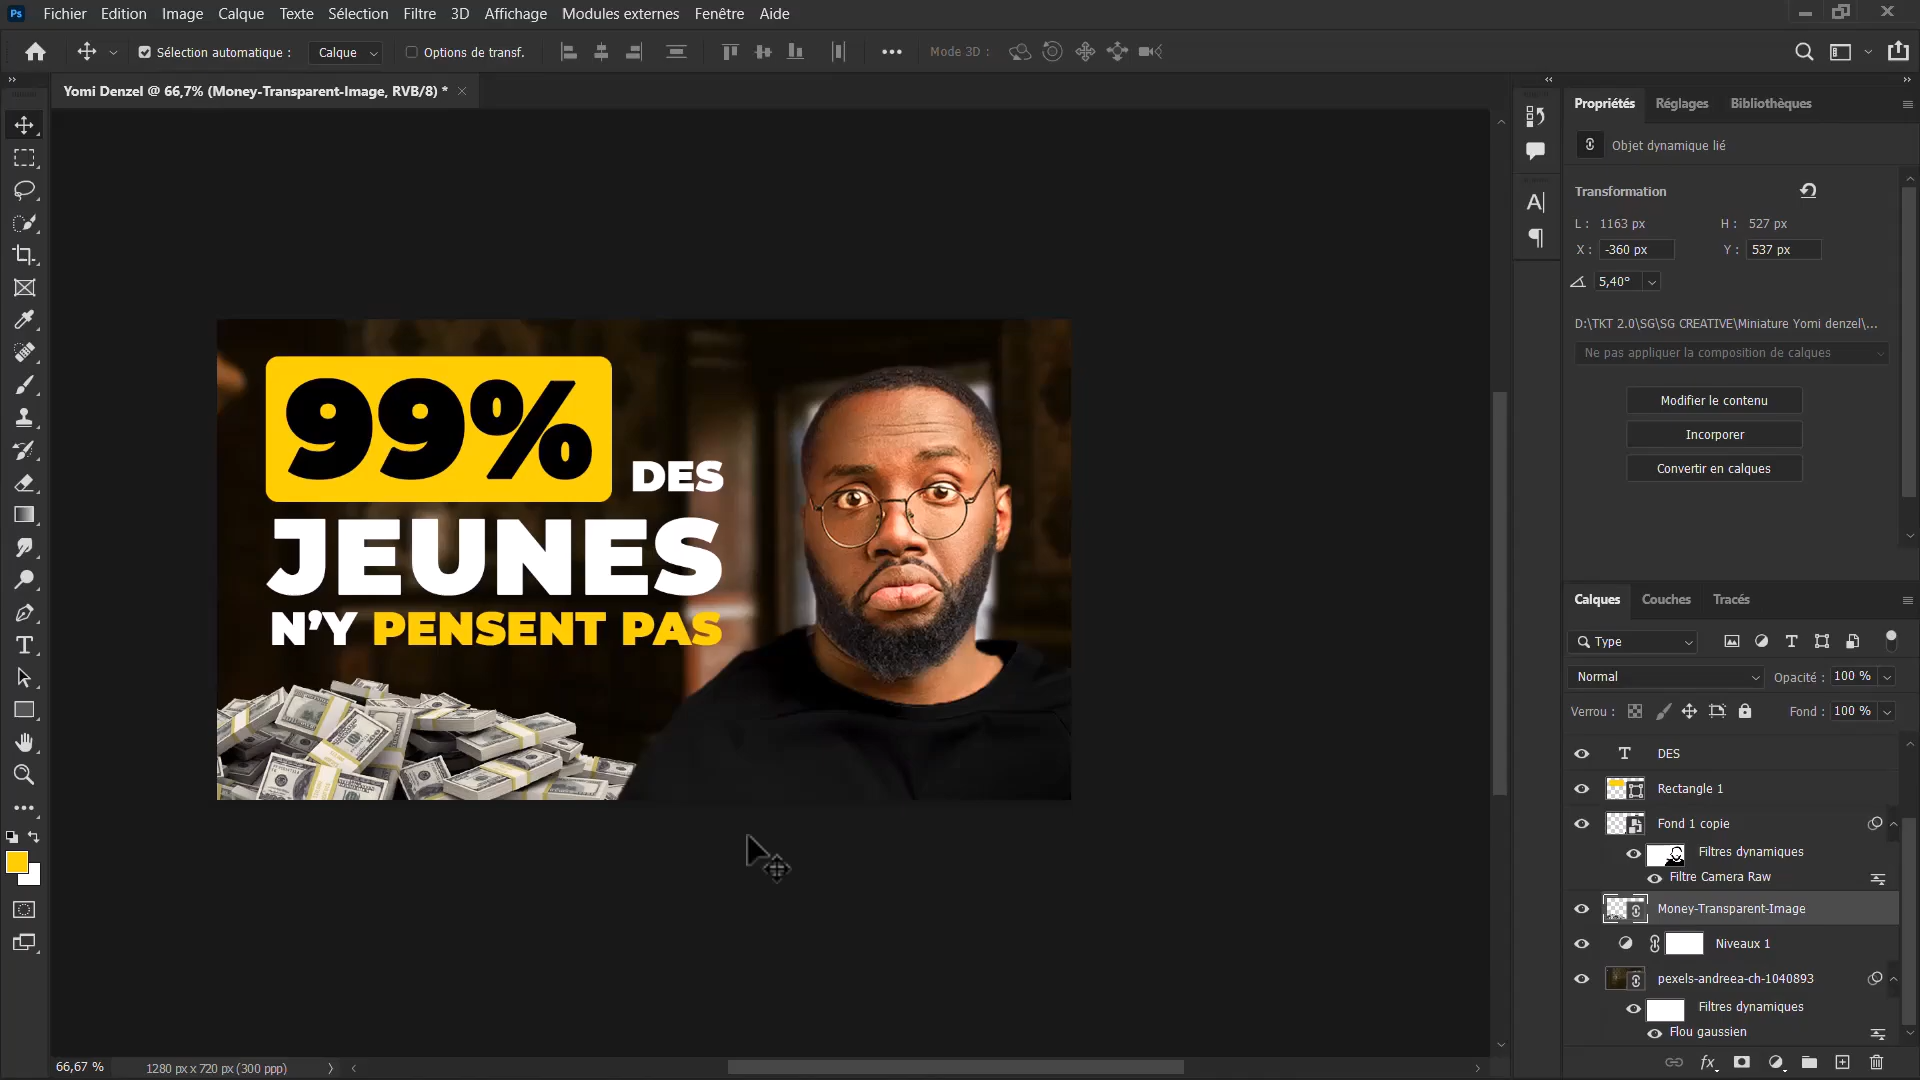 Ps Fichier Edition Image Calque Texte Sélection Filtre 3D Affichage Modules externes Fenêtre Aide
Sélection automatique : Calque Options de transf. Mode 3D :
Yomi Denzel @ 66,7% (Money-Transparent-Image, RVB/8) *
99%
DES
JEUNES
N'Y PENSENT PAS
66,67 % 1280 px x 720 px (300 ppp)
Propriétés Réglages Bibliothèques
Objet dynamique lié
Transformation
L : 1163 px H : 527 px
X : -360 px Y : 537 px
5,40°
D:\TKT 2.0\SG\SG CREATIVE\Miniature Yomi denzel\...
Ne pas appliquer la composition de calques
Modifier le contenu
Incorporer
Convertir en calques
Calques Couches Tracés
Type
Normal Opacité : 100 %
Verrou : Fond : 100 %
DES
Rectangle 1
Fond 1 copie
Filtres dynamiques
Filtre Camera Raw
Money-Transparent-Image
Niveaux 1
pexels-andreea-ch-1040893
Filtres dynamiques
Flou gaussien